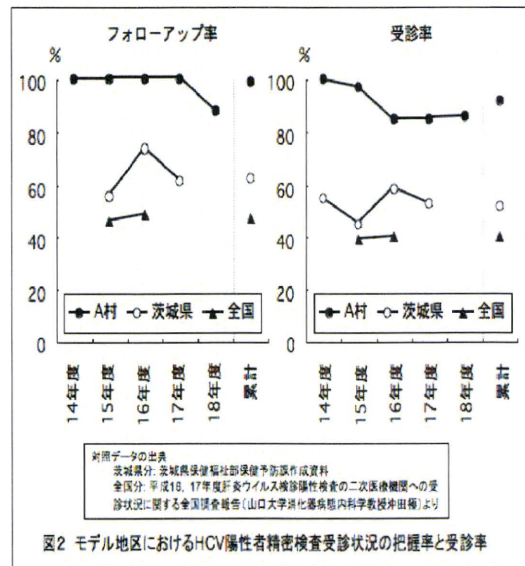 フォローアップ率
%
100
80
60
40
20
0
A村 茨城県 全国
14年度
15年度
16年度
17年度
18年度
累計
受診率
%
100
80
60
40
20
0
A村 茨城県 全国
14年度
15年度
16年度
17年度
18年度
累計
対照データの出典
茨城県分: 茨城県保健福祉部保健予防課作成資料
全国分: 平成16、17年度肝炎ウイルス検診陽性検査の二次医療機関への受
診状況に関する全国調査報告(山口大学消化器病態内科学教授沖田極)より
図2 モデル地区におけるHCV陽性者精密検査受診状況の把握率と受診率